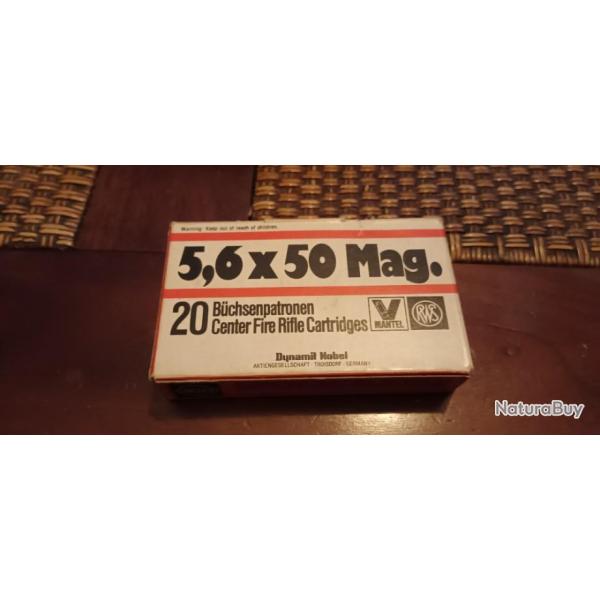 Warning: Keep out of reach of children.
5,6 x 50 Mag.
20 Büchsenpatronen
Center Fire Rifle Cartridges
V
MANTEL
RWS
Dynamit Nobel
AKTIENGESELLSCHAFT · TROISDORF · GERMANY
NaturaBuy